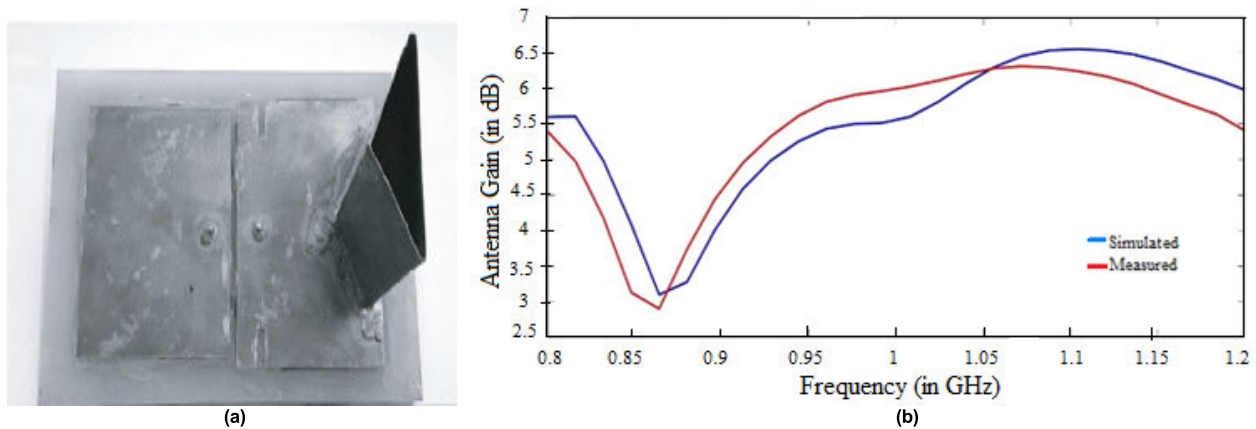 7
6.5
6
5.5
5
4.5
4
3.5
3
2.5
Antenna Gain (in dB)
Simulated
Measured
0.8 0.85 0.9 0.95 1 1.05 1.1 1.15 1.2
Frequency (in GHz)
(a) (b)